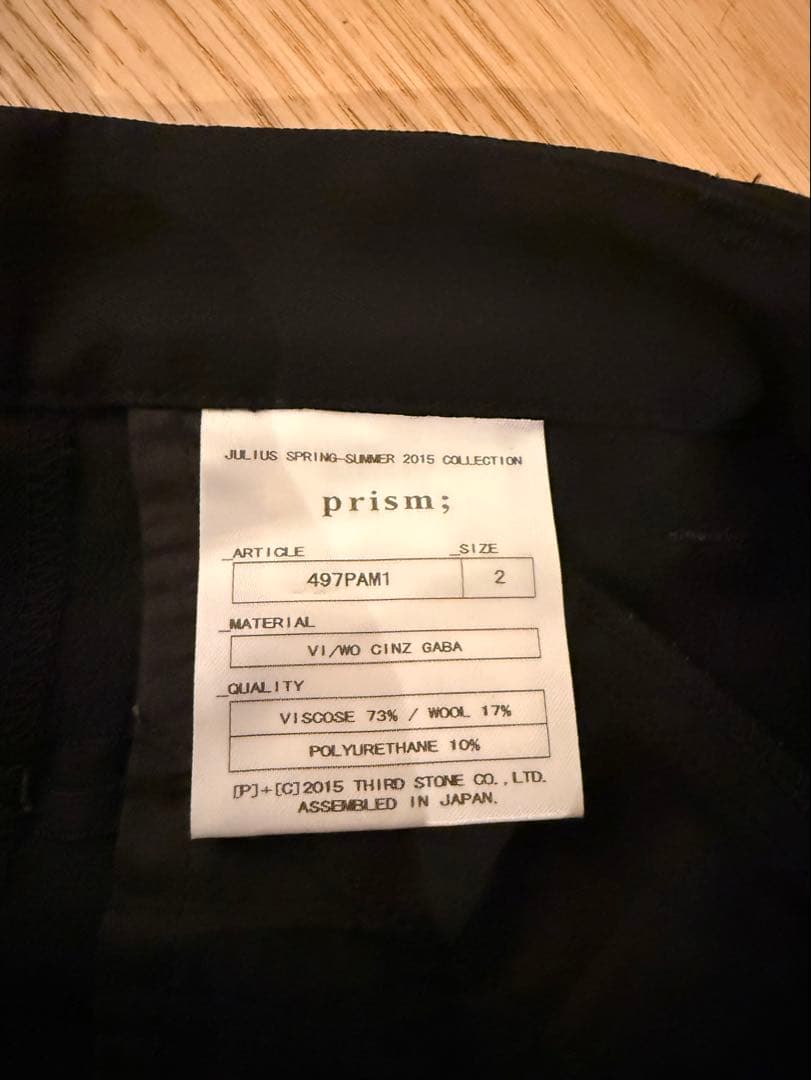 JULIUS SPRING-SUMMER 2015 COLLECTION
prism;
_ARTICLE _SIZE
497PAM1 2
_MATERIAL
VI/WO CINZ GABA
_QUALITY
VISCOSE 73% / WOOL 17%
POLYURETHANE 10%
[P]+[C]2015 THIRD STONE CO.,LTD.
ASSEMBLED IN JAPAN.